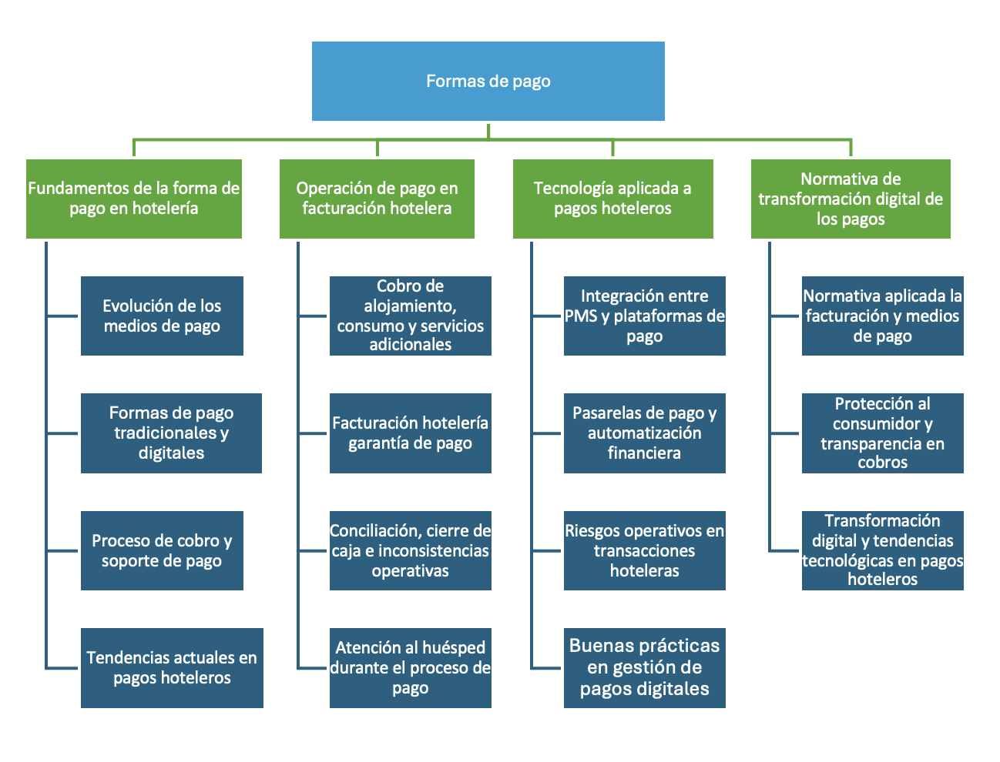 Formas de pago
Fundamentos de la forma de
pago en hotelería
Evolución de los
medios de pago
Formas de pago
tradicionales y
digitales
Proceso de cobro y
soporte de pago
Tendencias actuales en
pagos hoteleros
Operación de pago en
facturación hotelera
Cobro de
alojamiento,
consumo y servicios
adicionales
Facturación hotelería
garantía de pago
Conciliación, cierre de
caja e inconsistencias
operativas
Atención al huésped
durante el proceso de
pago
Tecnología aplicada a
pagos hoteleros
Integración entre
PMS y plataformas de
pago
Pasarelas de pago y
automatización
financiera
Riesgos operativos en
transacciones
hoteleras
Buenas prácticas
en gestión de
pagos digitales
Normativa de
transformación digital de
los pagos
Normativa aplicada la
facturación y medios
de pago
Protección al
consumidor y
transparencia en
cobros
Transformación
digital y tendencias
tecnológicas en pagos
hoteleros